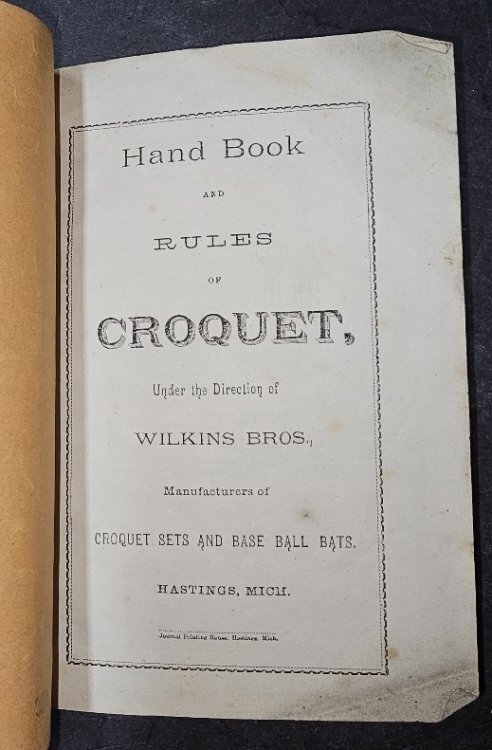 Hand Book
AND
RULES
OF
CROQUET,
Under the Direction of
WILKINS BROS.,
Manufacturers of
CROQUET SETS AND BASE BALL BATS.
HASTINGS, MICH.
Journal Printing House, Hastings, Mich.